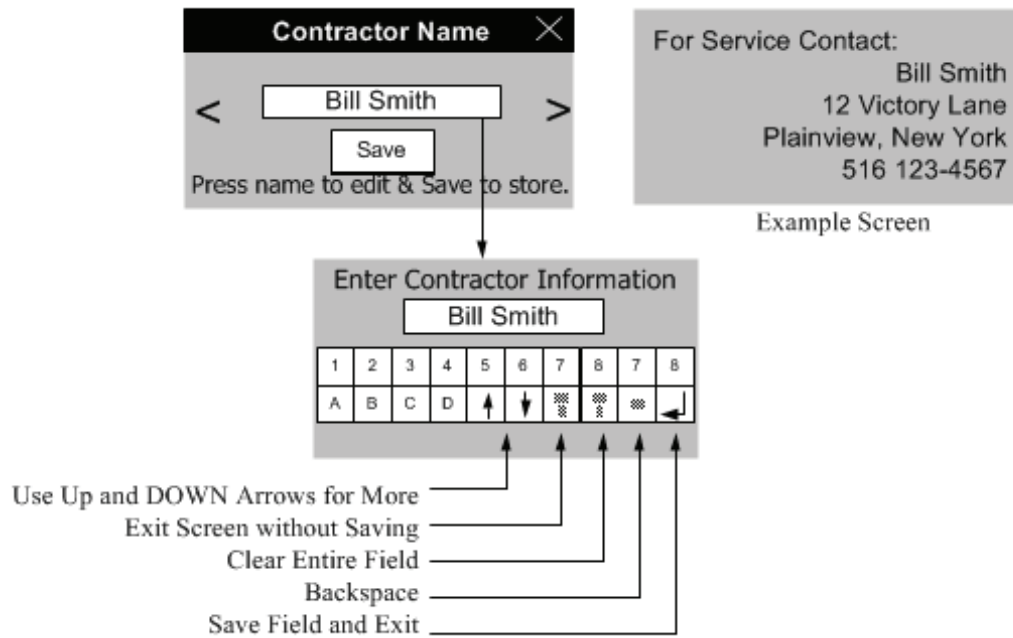 Contractor Name
<
Bill Smith
>
Save
Press name to edit & Save to store.
For Service Contact:
Bill Smith
12 Victory Lane
Plainview, New York
516 123-4567
Example Screen
Enter Contractor Information
Bill Smith
1 2 3 4 5 6 7 8 7 8
A B C D
Use Up and DOWN Arrows for More
Exit Screen without Saving
Clear Entire Field
Backspace
Save Field and Exit